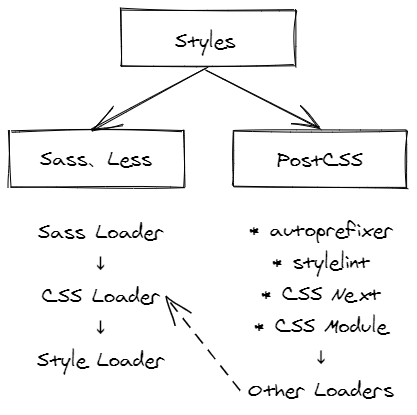 Styles
Sass、Less
PostCSS
Sass Loader
↓
CSS Loader
↓
Style Loader
* autoprefixer
* stylelint
* CSS Next
* CSS Module
↓
Other Loaders